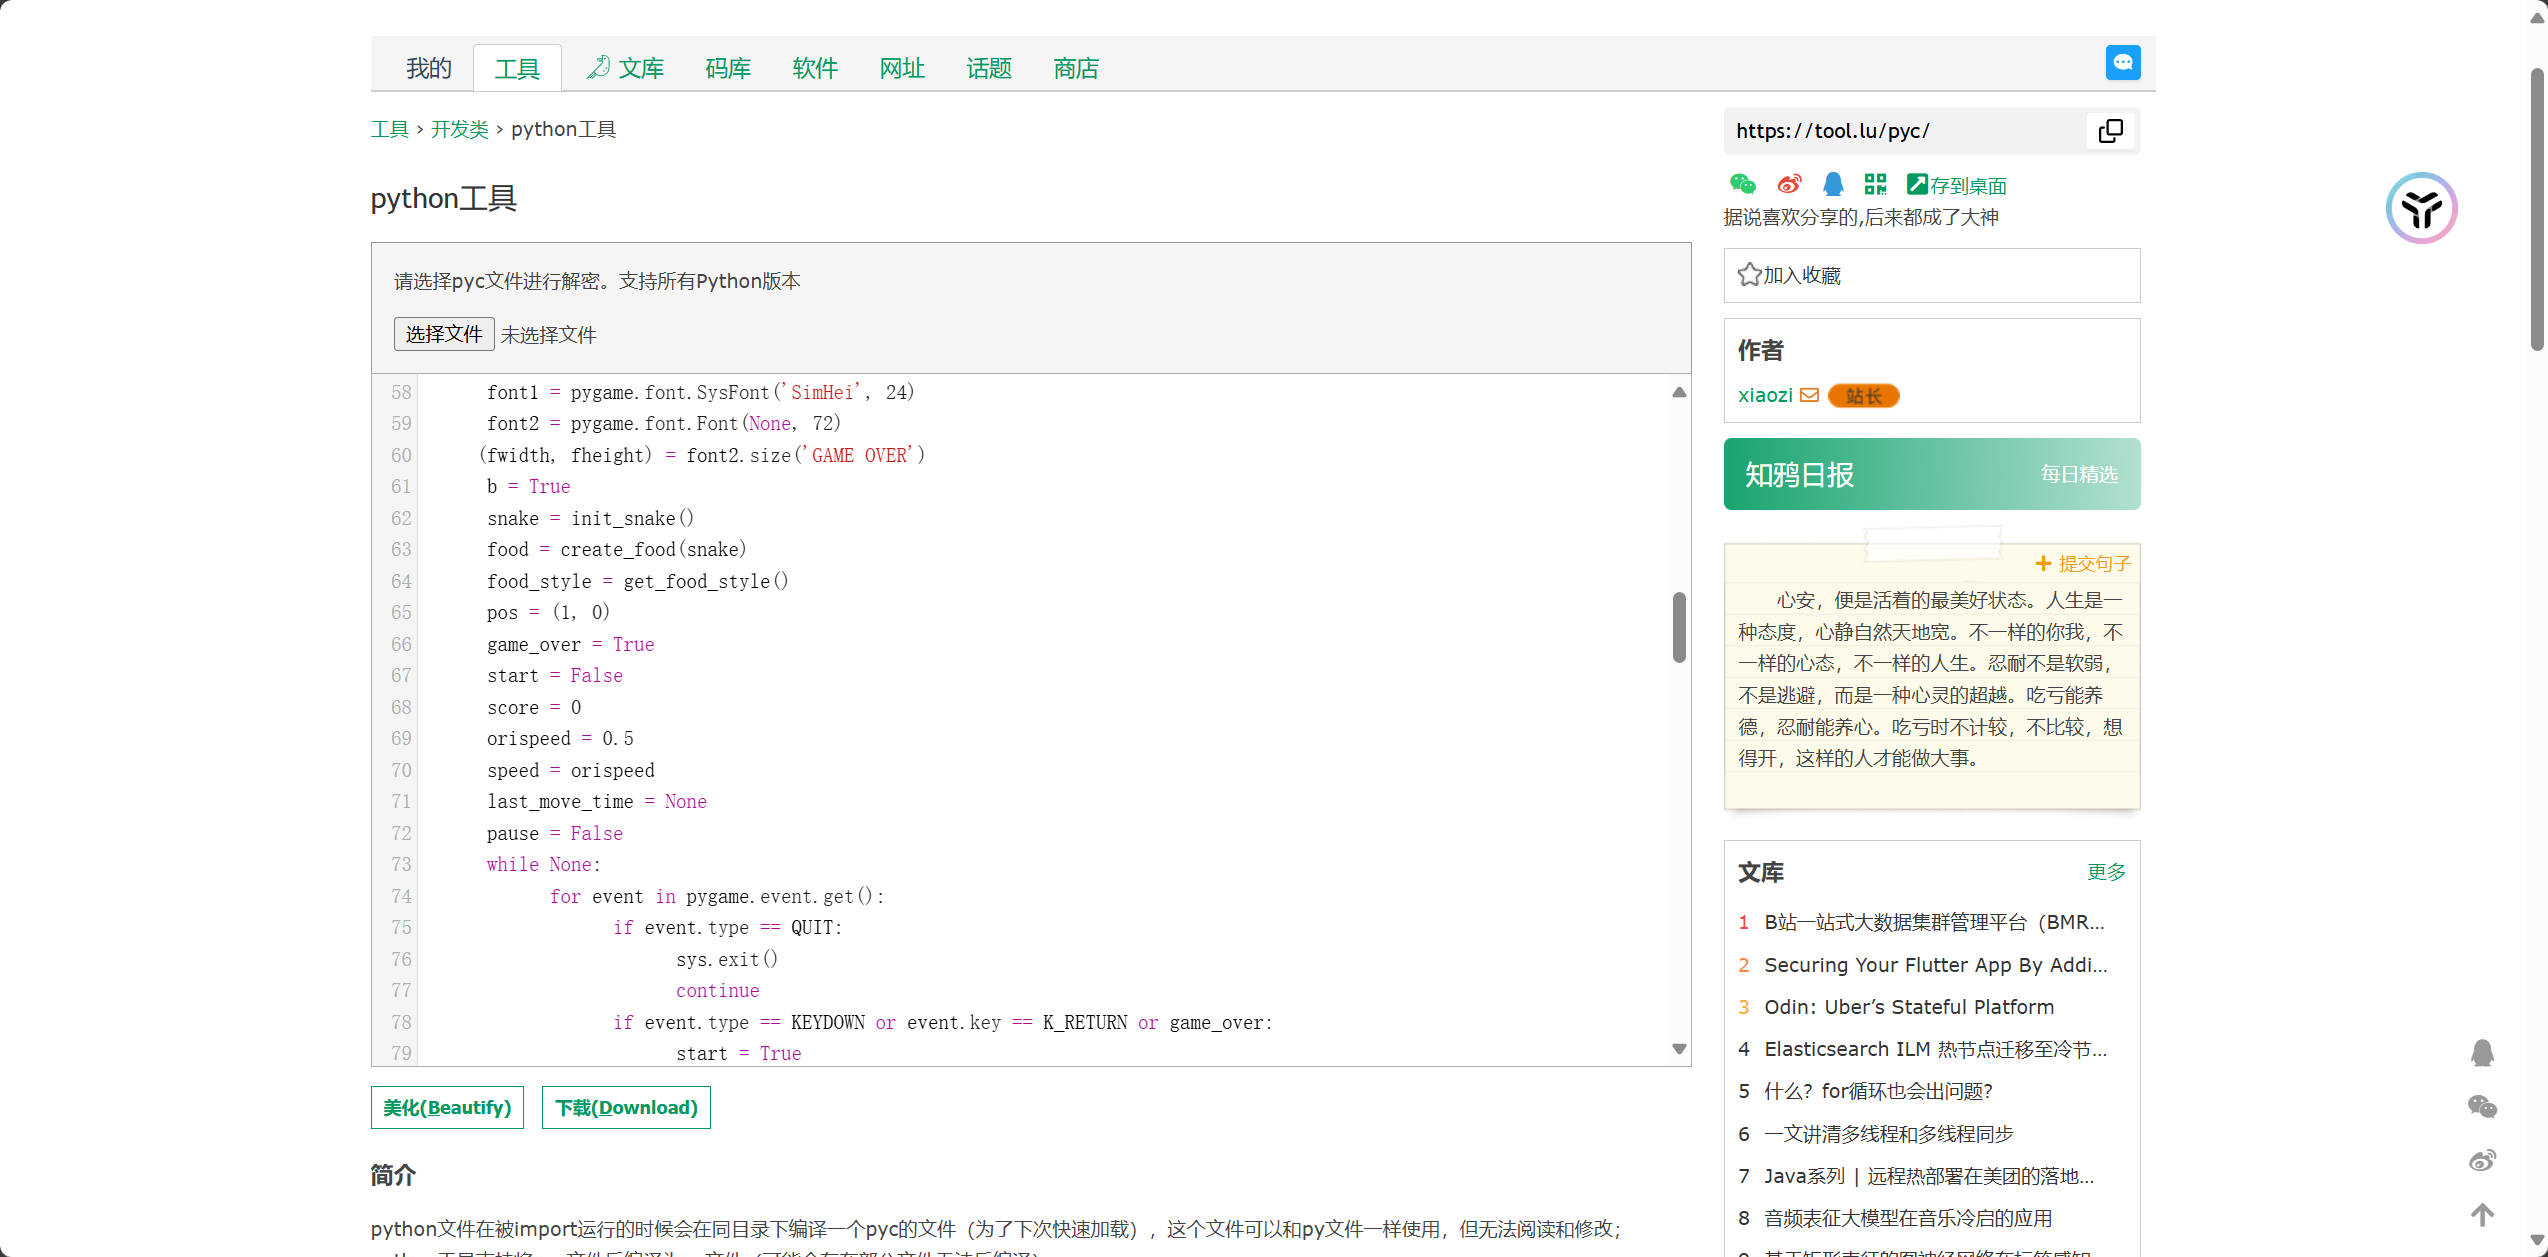 我的 工具 文库 码库 软件 网址 话题 商店
工具 › 开发类 › python工具
python工具
请选择pyc文件进行解密。支持所有Python版本
选择文件 未选择文件
58 font1 = pygame.font.SysFont('SimHei', 24)
59 font2 = pygame.font.Font(None, 72)
60 (fwidth, fheight) = font2.size('GAME OVER')
61 b = True
62 snake = init_snake()
63 food = create_food(snake)
64 food_style = get_food_style()
65 pos = (1, 0)
66 game_over = True
67 start = False
68 score = 0
69 orispeed = 0.5
70 speed = orispeed
71 last_move_time = None
72 pause = False
73 while None:
74 for event in pygame.event.get():
75 if event.type == QUIT:
76 sys.exit()
77 continue
78 if event.type == KEYDOWN or event.key == K_RETURN or game_over:
79 start = True
美化(Beautify) 下载(Download)
简介
python文件在被import运行的时候会在同目录下编译一个pyc的文件（为了下次快速加载），这个文件可以和py文件一样使用，但无法阅读和修改；
https://tool.lu/pyc/
存到桌面
据说喜欢分享的,后来都成了大神
加入收藏
作者
xiaozi 站长
知鸦日报 每日精选
提交句子
心安，便是活着的最美好状态。人生是一
种态度，心静自然天地宽。不一样的你我，不
一样的心态，不一样的人生。忍耐不是软弱，
不是逃避，而是一种心灵的超越。吃亏能养
德，忍耐能养心。吃亏时不计较，不比较，想
得开，这样的人才能做大事。
文库 更多
1 B站一站式大数据集群管理平台（BMR...
2 Securing Your Flutter App By Addi...
3 Odin: Uber’s Stateful Platform
4 Elasticsearch ILM 热节点迁移至冷节...
5 什么？for循环也会出问题？
6 一文讲清多线程和多线程同步
7 Java系列 | 远程热部署在美团的落地...
8 音频表征大模型在音乐冷启的应用